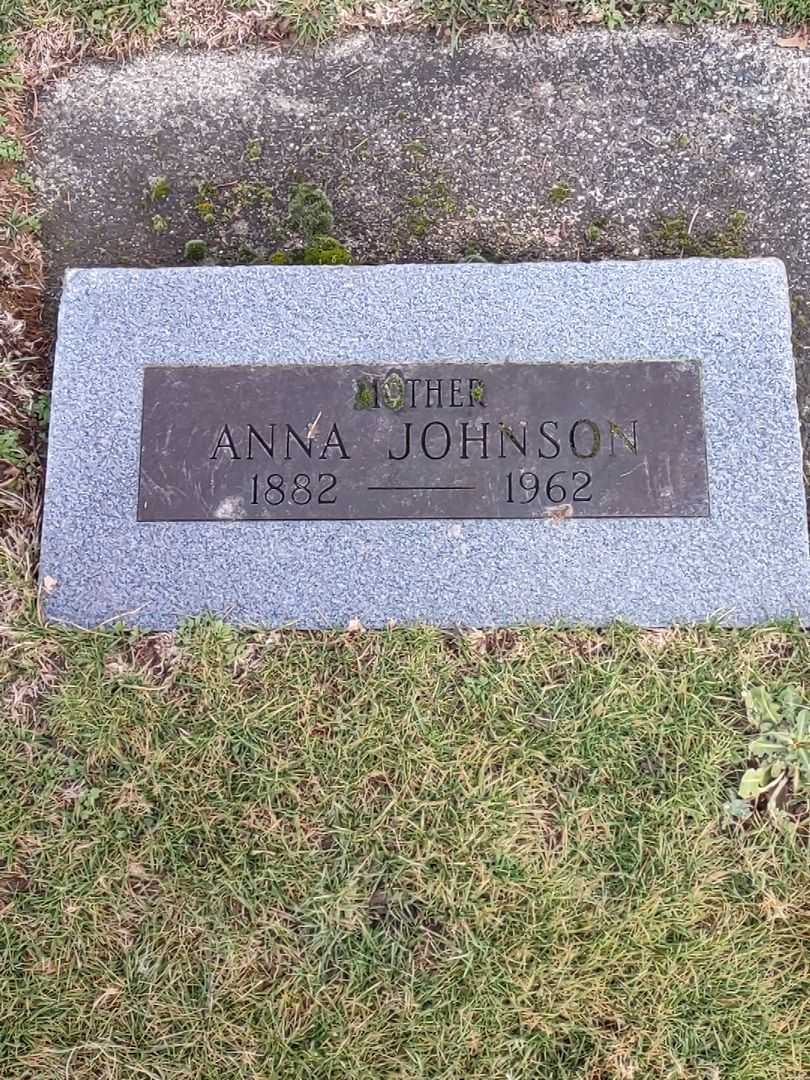 MOTHER
ANNA JOHNSON
1882 — 1962